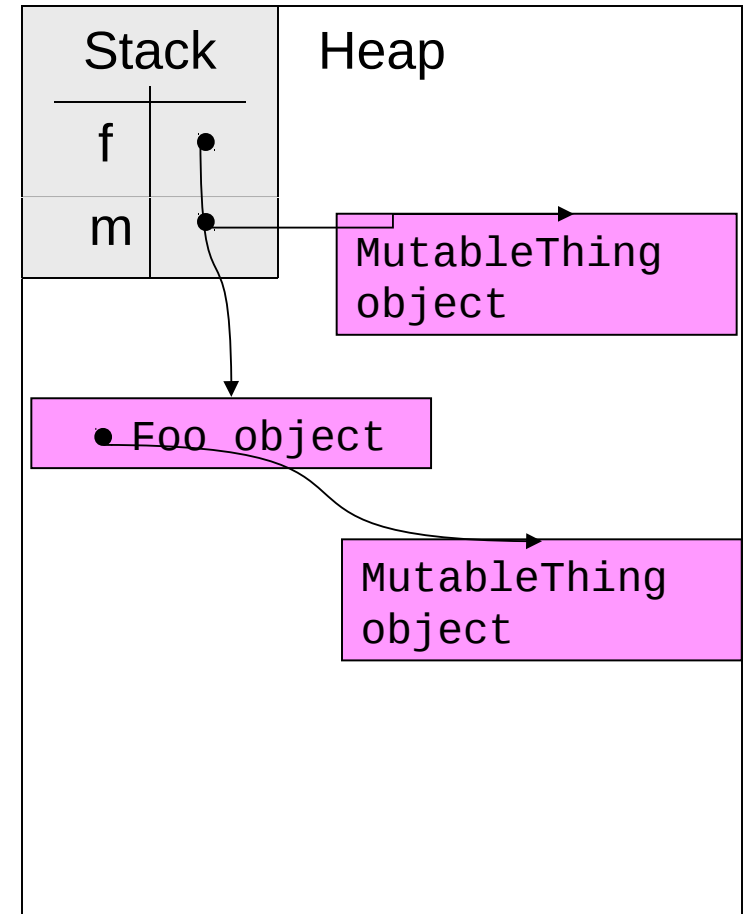 Stack
Heap
f
m
MutableThing
object
Foo object
MutableThing
object